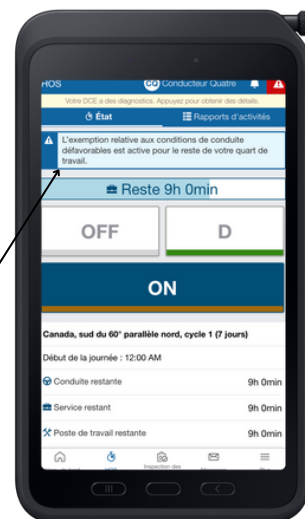 HOS
CQ Conducteur Quatre
Votre DCE a des diagnostics. Appuyez pour obtenir des détails.
État
Rapports d'activités
L'exemption relative aux conditions de conduite
défavorables est active pour le reste de votre quart de
travail.
Reste 9h 0min
OFF
D
ON
Canada, sud du 60° parallèle nord, cycle 1 (7 jours)
Début de la journée : 12:00 AM
Conduite restante 9h 0min
Service restant 9h 0min
Poste de travail restante 9h 0min
HOS
Inspection des